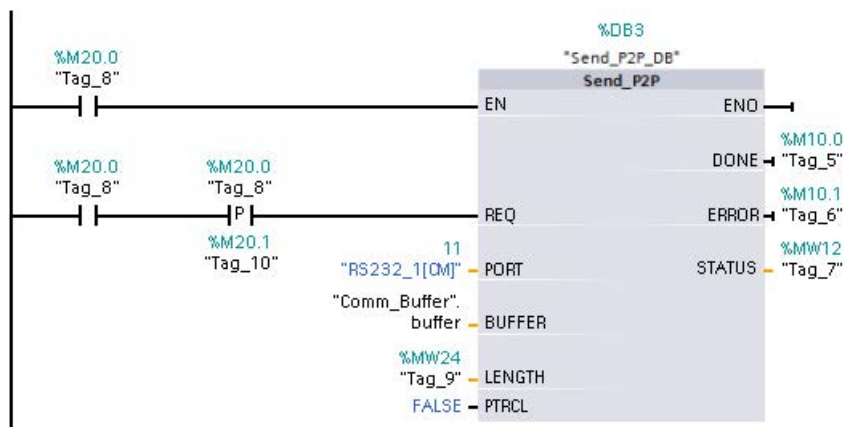 %DB3
"Send_P2P_DB"
Send_P2P
%M20.0
"Tag_8"
EN
ENO
DONE
%M10.0
"Tag_5"
%M20.0
"Tag_8"
%M20.0
"Tag_8"
P
%M20.1
"Tag_10"
REQ
ERROR
%M10.1
"Tag_6"
11
"RS232_1[CM]"
PORT
STATUS
%MW12
"Tag_7"
"Comm_Buffer".
buffer
BUFFER
%MW24
"Tag_9"
LENGTH
FALSE
PTRCL